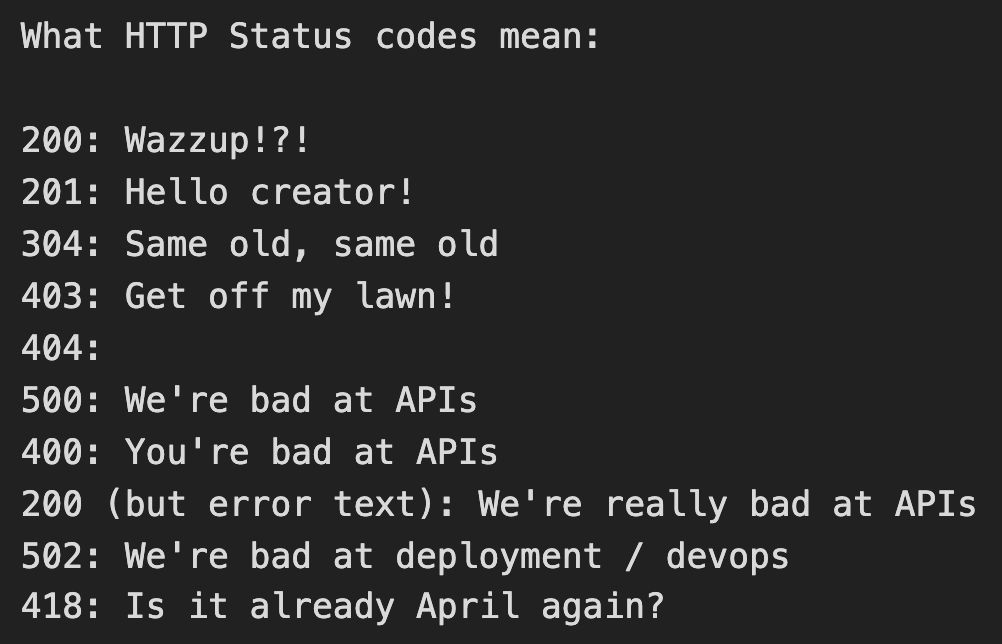 What HTTP Status codes mean:

200: Wazzup!?!
201: Hello creator!
304: Same old, same old
403: Get off my lawn!
404:
500: We're bad at APIs
400: You're bad at APIs
200 (but error text): We're really bad at APIs
502: We're bad at deployment / devops
418: Is it already April again?